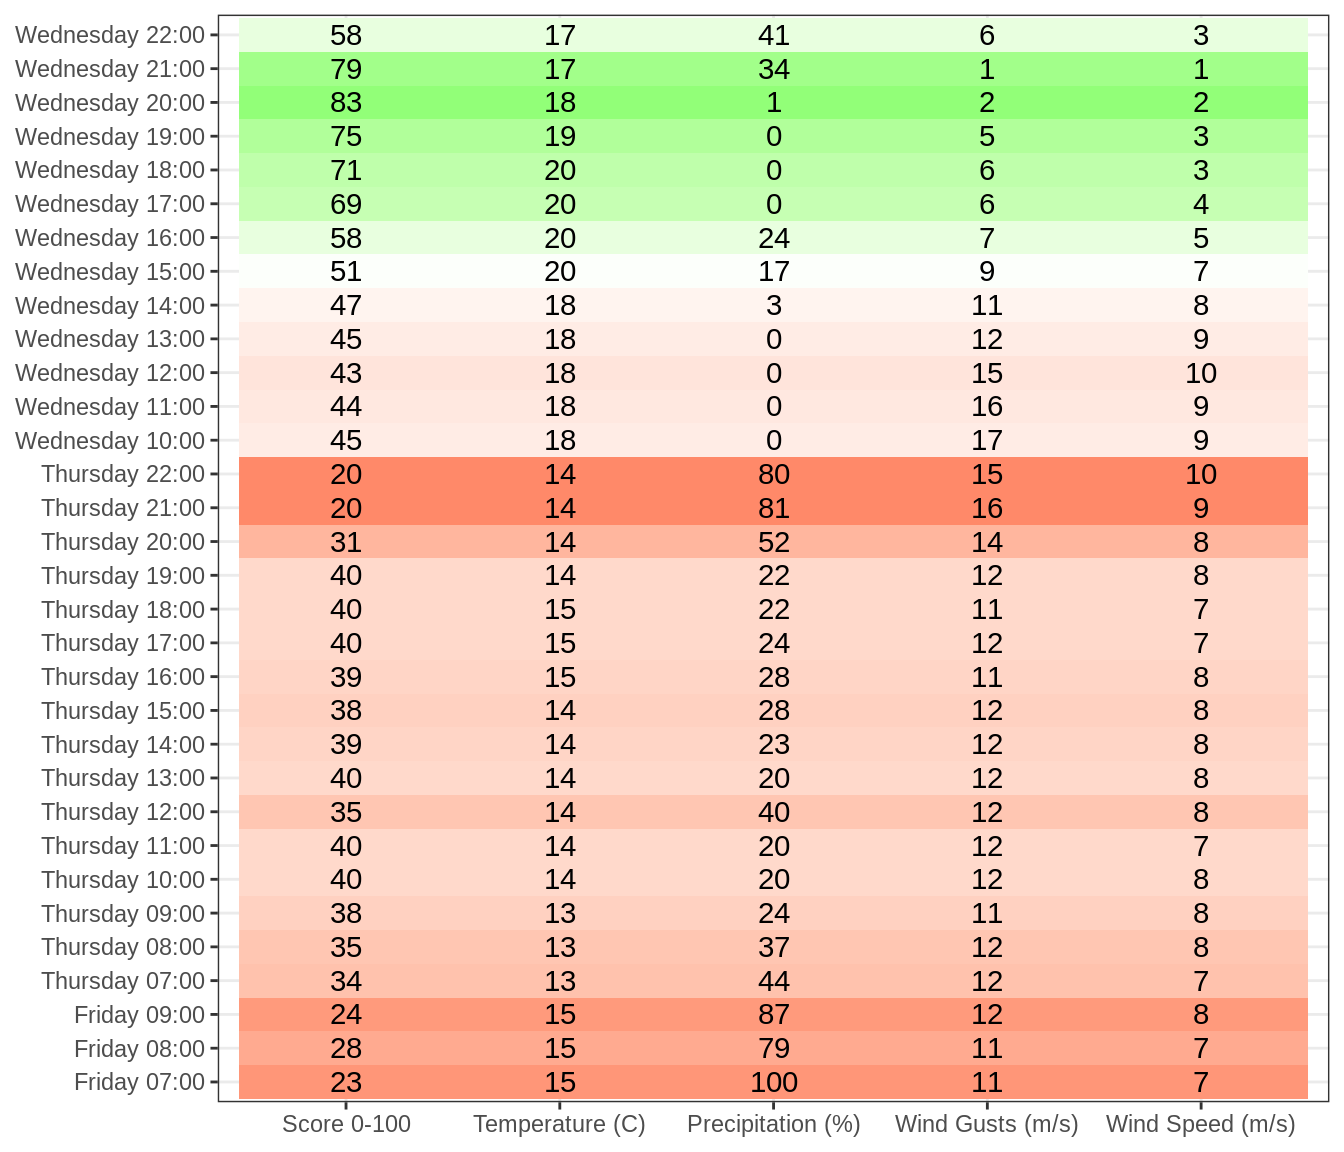 Wednesday 22:00 58 17 41 6 3
Wednesday 21:00 79 17 34 1 1
Wednesday 20:00 83 18 1 2 2
Wednesday 19:00 75 19 0 5 3
Wednesday 18:00 71 20 0 6 3
Wednesday 17:00 69 20 0 6 4
Wednesday 16:00 58 20 24 7 5
Wednesday 15:00 51 20 17 9 7
Wednesday 14:00 47 18 3 11 8
Wednesday 13:00 45 18 0 12 9
Wednesday 12:00 43 18 0 15 10
Wednesday 11:00 44 18 0 16 9
Wednesday 10:00 45 18 0 17 9
Thursday 22:00 20 14 80 15 10
Thursday 21:00 20 14 81 16 9
Thursday 20:00 31 14 52 14 8
Thursday 19:00 40 14 22 12 8
Thursday 18:00 40 15 22 11 7
Thursday 17:00 40 15 24 12 7
Thursday 16:00 39 15 28 11 8
Thursday 15:00 38 14 28 12 8
Thursday 14:00 39 14 23 12 8
Thursday 13:00 40 14 20 12 8
Thursday 12:00 35 14 40 12 8
Thursday 11:00 40 14 20 12 7
Thursday 10:00 40 14 20 12 8
Thursday 09:00 38 13 24 11 8
Thursday 08:00 35 13 37 12 8
Thursday 07:00 34 13 44 12 7
Friday 09:00 24 15 87 12 8
Friday 08:00 28 15 79 11 7
Friday 07:00 23 15 100 11 7
Score 0-100 Temperature (C) Precipitation (%) Wind Gusts (m/s) Wind Speed (m/s)